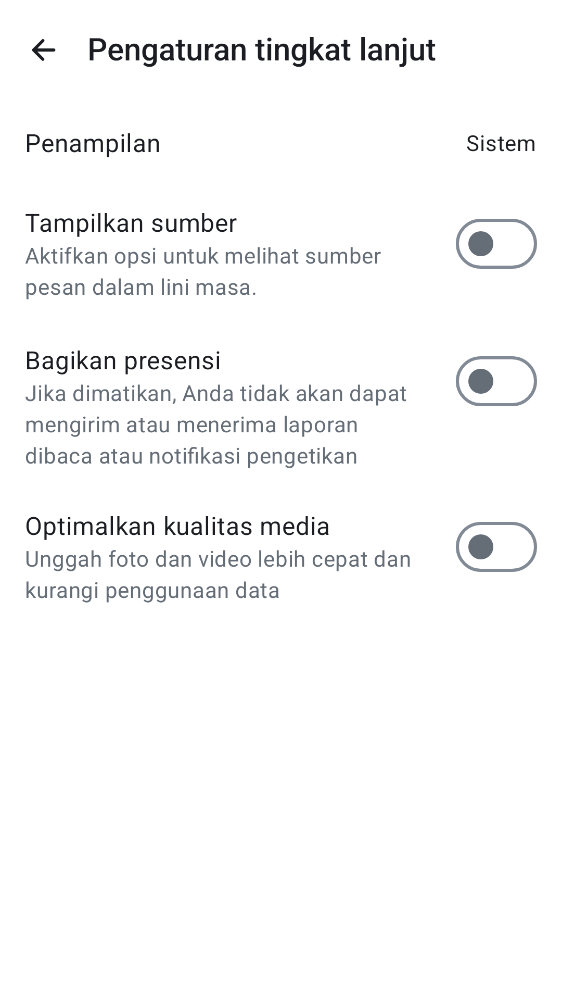 Pengaturan tingkat lanjut
Penampilan
Sistem
Tampilkan sumber
Aktifkan opsi untuk melihat sumber
pesan dalam lini masa.
Bagikan presensi
Jika dimatikan, Anda tidak akan dapat
mengirim atau menerima laporan
dibaca atau notifikasi pengetikan
Optimalkan kualitas media
Unggah foto dan video lebih cepat dan
kurangi penggunaan data